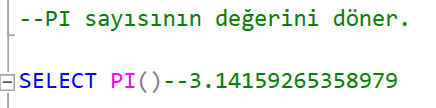 --PI sayısının değerini döner.
SELECT PI()--3.14159265358979